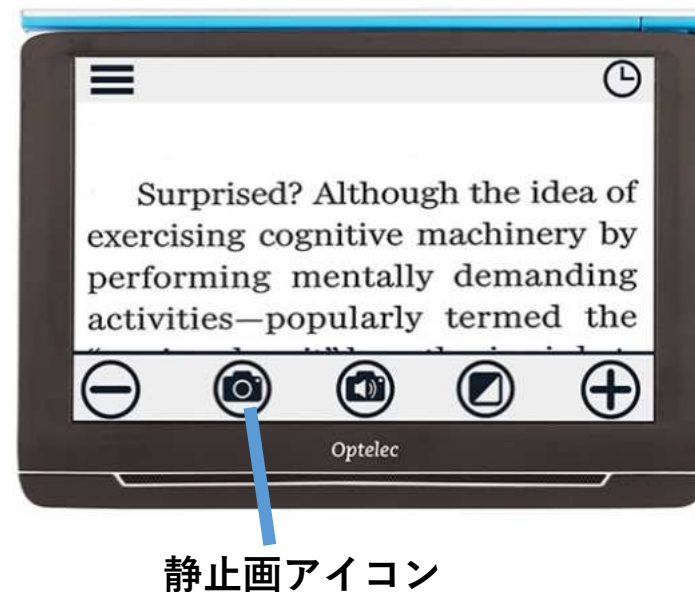 Surprised? Although the idea of
exercising cognitive machinery by
performing mentally demanding
activities—popularly termed the
Optelec
静止画アイコン